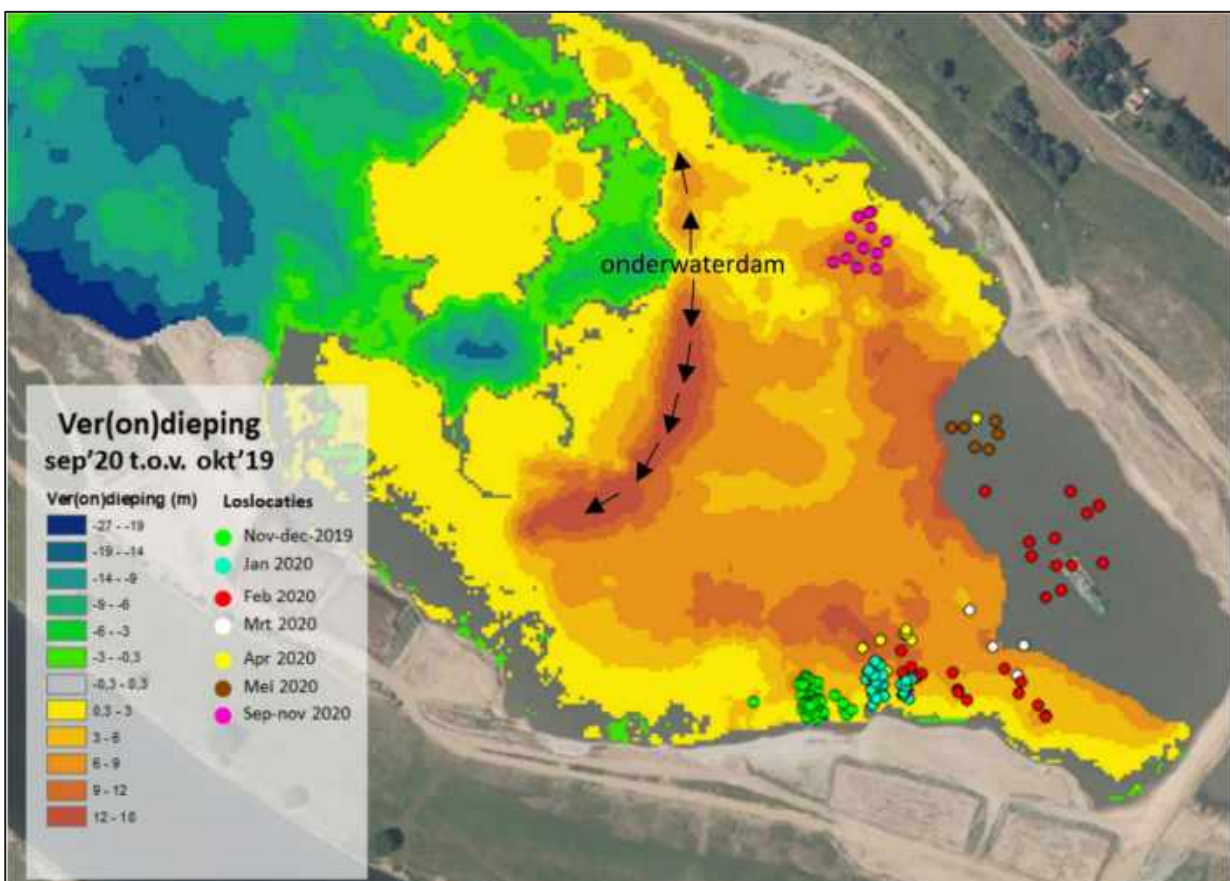 onderwaterdam
Ver(on)dieping
sep'20 t.o.v. okt'19
Ver(on)dieping (m)
-27 - -19
-19 - -14
-14 - -9
-9 - -6
-6 - -3
-3 - -0,3
-0,3 - 0,3
0,3 - 3
3 - 6
6 - 9
9 - 12
12 - 16
Loslocaties
Nov-dec-2019
Jan 2020
Feb 2020
Mrt 2020
Apr 2020
Mei 2020
Sep-nov 2020